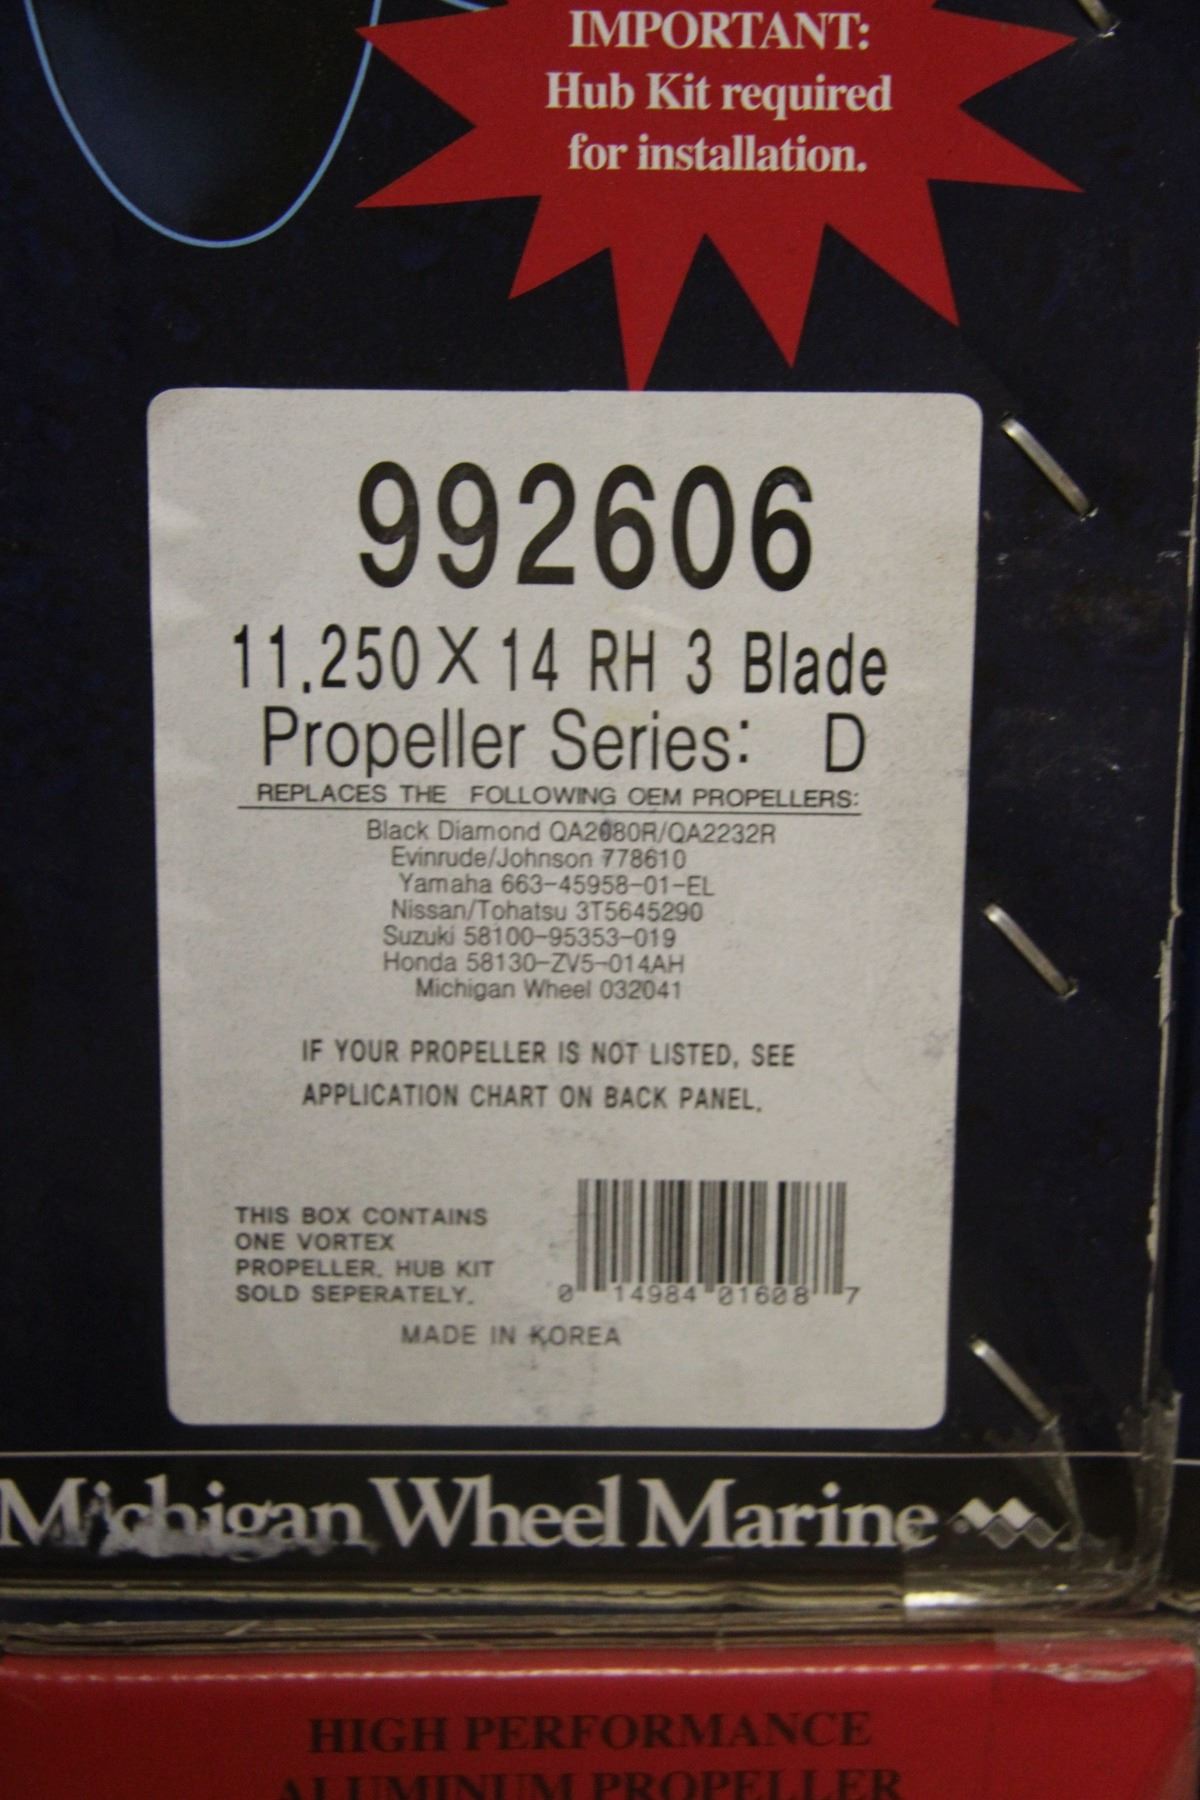 IMPORTANT:
Hub Kit required
for installation.
992606
11.250 X 14 RH 3 Blade
Propeller Series: D
REPLACES THE FOLLOWING OEM PROPELLERS:
Black Diamond QA2080R/QA2232R
Evinrude/Johnson 778610
Yamaha 663-45958-01-EL
Nissan/Tohatsu 3T5645290
Suzuki 58100-95353-019
Honda 58130-ZV5-014AH
Michigan Wheel 032041
IF YOUR PROPELLER IS NOT LISTED, SEE
APPLICATION CHART ON BACK PANEL.
THIS BOX CONTAINS
ONE VORTEX
PROPELLER. HUB KIT
SOLD SEPERATELY.
0 14984 01608 7
MADE IN KOREA
Michigan Wheel Marine
HIGH PERFORMANCE
ALUMINUM PROPELLER